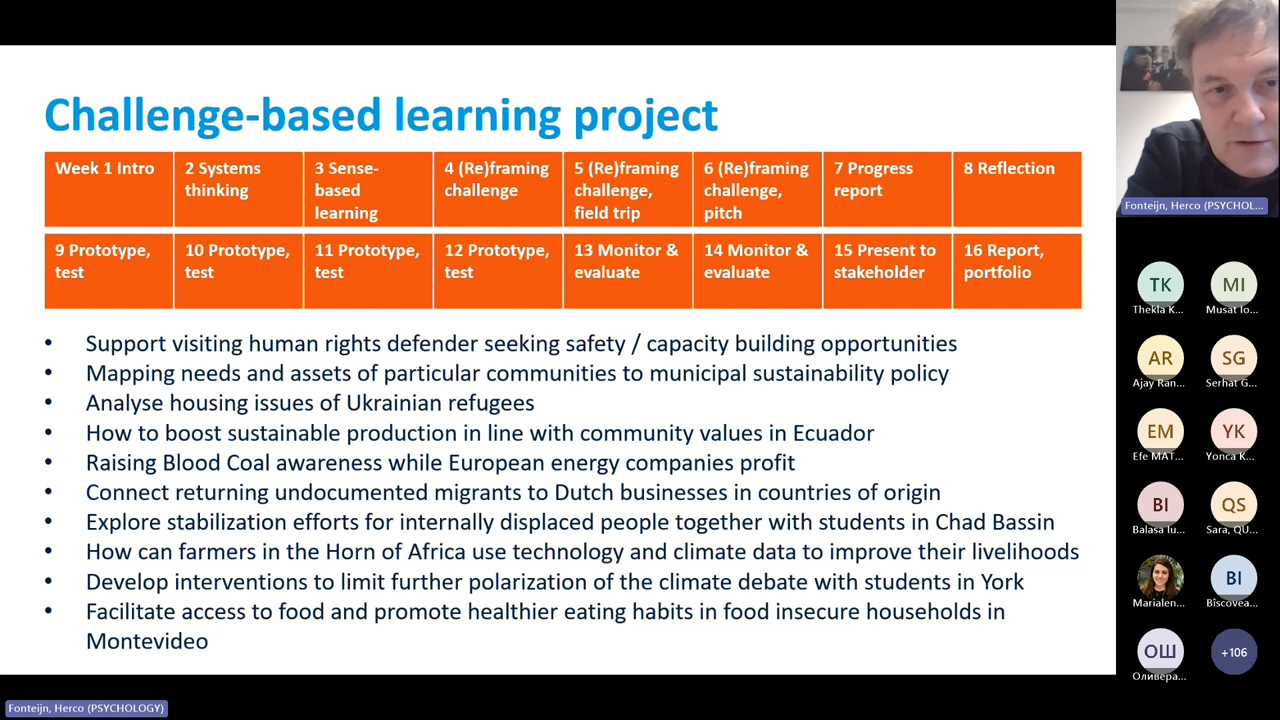 Challenge-based learning project
Week 1 Intro
2 Systems
thinking
3 Sense-
based
learning
4 (Re)framing
challenge
5 (Re)framing
challenge,
field trip
6 (Re)framing
challenge,
pitch
7 Progress
report
8 Reflection
9 Prototype,
test
10 Prototype,
test
11 Prototype,
test
12 Prototype,
test
13 Monitor &
evaluate
14 Monitor &
evaluate
15 Present to
stakeholder
16 Report,
portfolio
• Support visiting human rights defender seeking safety / capacity building opportunities
• Mapping needs and assets of particular communities to municipal sustainability policy
• Analyse housing issues of Ukrainian refugees
• How to boost sustainable production in line with community values in Ecuador
• Raising Blood Coal awareness while European energy companies profit
• Connect returning undocumented migrants to Dutch businesses in countries of origin
• Explore stabilization efforts for internally displaced people together with students in Chad Bassin
• How can farmers in the Horn of Africa use technology and climate data to improve their livelihoods
• Develop interventions to limit further polarization of the climate debate with students in York
• Facilitate access to food and promote healthier eating habits in food insecure households in
Montevideo
Fonteijn, Herco (PSYCHOL...
TK
Thekla K...
MI
Musat Io...
AR
Ajay Ran...
SG
Serhat G...
EM
Efe MAT...
YK
Yonca K...
BI
Balasa Iu...
QS
Sara, QU...
Marialen...
BI
Bîscovea...
ОШ
Оливера...
+106
Fonteijn, Herco (PSYCHOLOGY)